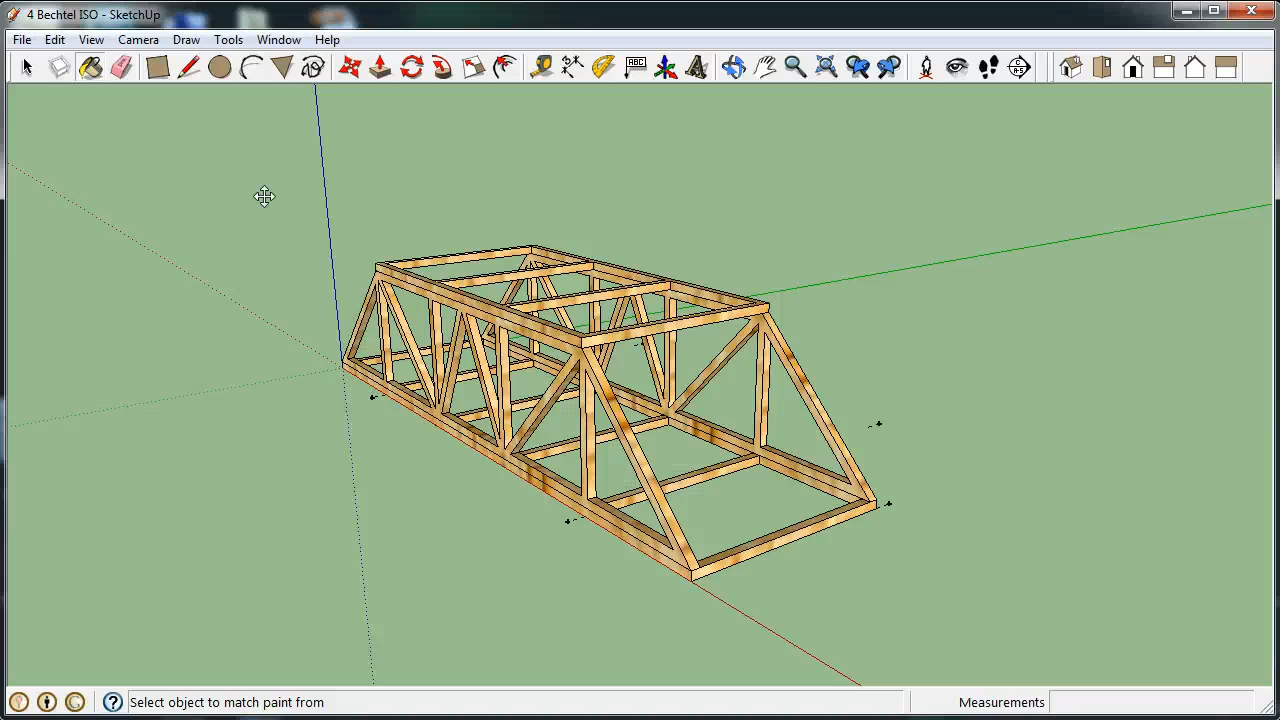 4 Bechtel ISO - SketchUp
File Edit View Camera Draw Tools Window Help
ABC
A
Select object to match paint from
Measurements